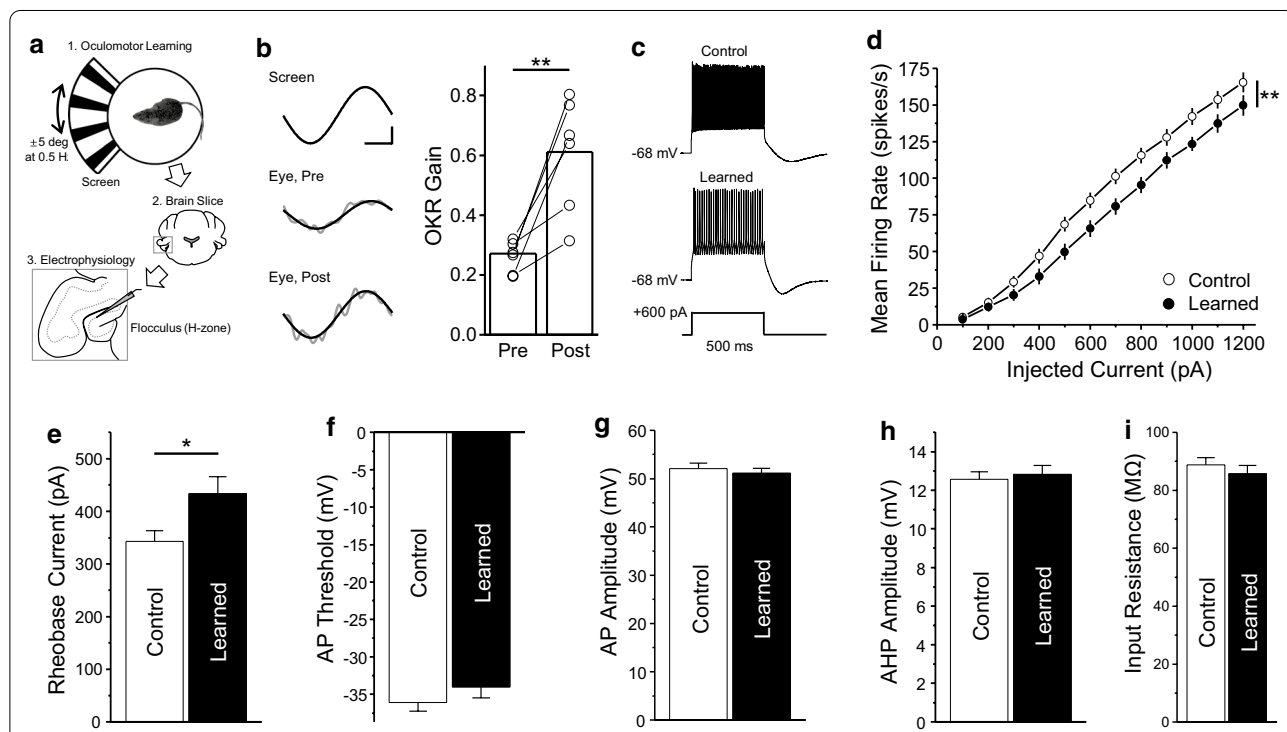 a
1. Oculomotor Learning
±5 deg
at 0.5 H
Screen
2. Brain Slice
3. Electrophysiology
Flocculus (H-zone)
b
Screen
Eye, Pre
Eye, Post
**
OKR Gain
0.8
0.6
0.4
0.2
0.0
Pre Post
c
Control
-68 mV
Learned
-68 mV
+600 pA
500 ms
d
Mean Firing Rate (spikes/s)
175
150
125
100
75
50
25
0
**
Control
Learned
0 200 400 600 800 1000 1200
Injected Current (pA)
e
Rheobase Current (pA)
500
400
300
200
100
0
*
Control
Learned
f
AP Threshold (mV)
0
-5
-10
-15
-20
-25
-30
-35
Control
Learned
g
AP Amplitude (mV)
60
50
40
30
20
10
0
Control
Learned
h
AHP Amplitude (mV)
14
12
10
8
6
4
2
0
Control
Learned
i
Input Resistance (MΩ)
100
80
60
40
20
0
Control
Learned